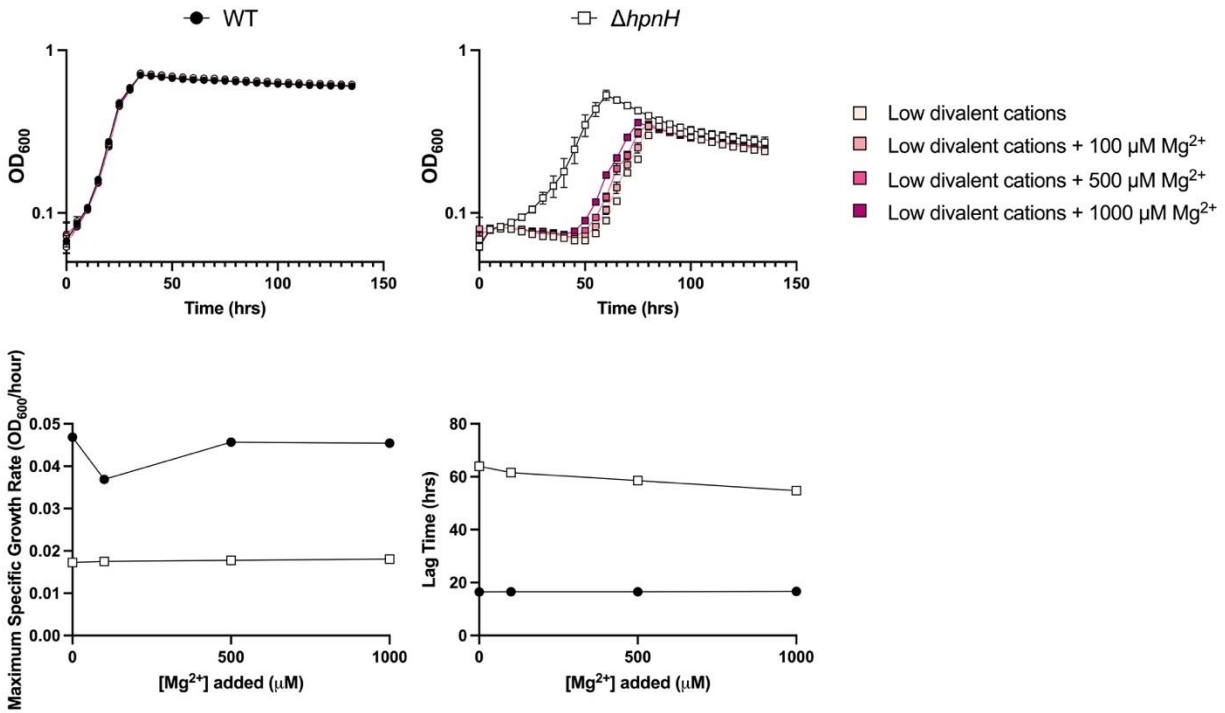 WT
ΔhpnH
1
0.1
OD600
0
50
100
150
Time (hrs)
1
0.1
OD600
0
50
100
150
Time (hrs)
Low divalent cations
Low divalent cations + 100 µM Mg²⁺
Low divalent cations + 500 µM Mg²⁺
Low divalent cations + 1000 µM Mg²⁺
Maximum Specific Growth Rate (OD600/hour)
0.05
0.04
0.03
0.02
0.01
0.00
0
500
1000
[Mg²⁺] added (µM)
Lag Time (hrs)
80
60
40
20
0
0
500
1000
[Mg²⁺] added (µM)